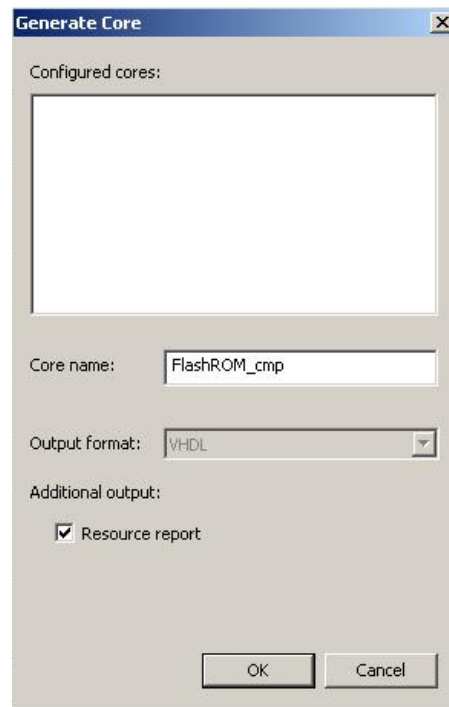 Generate Core
Configured cores:
Core name: FlashROM_cmp
Output format: VHDL
Additional output:
Resource report
OK Cancel